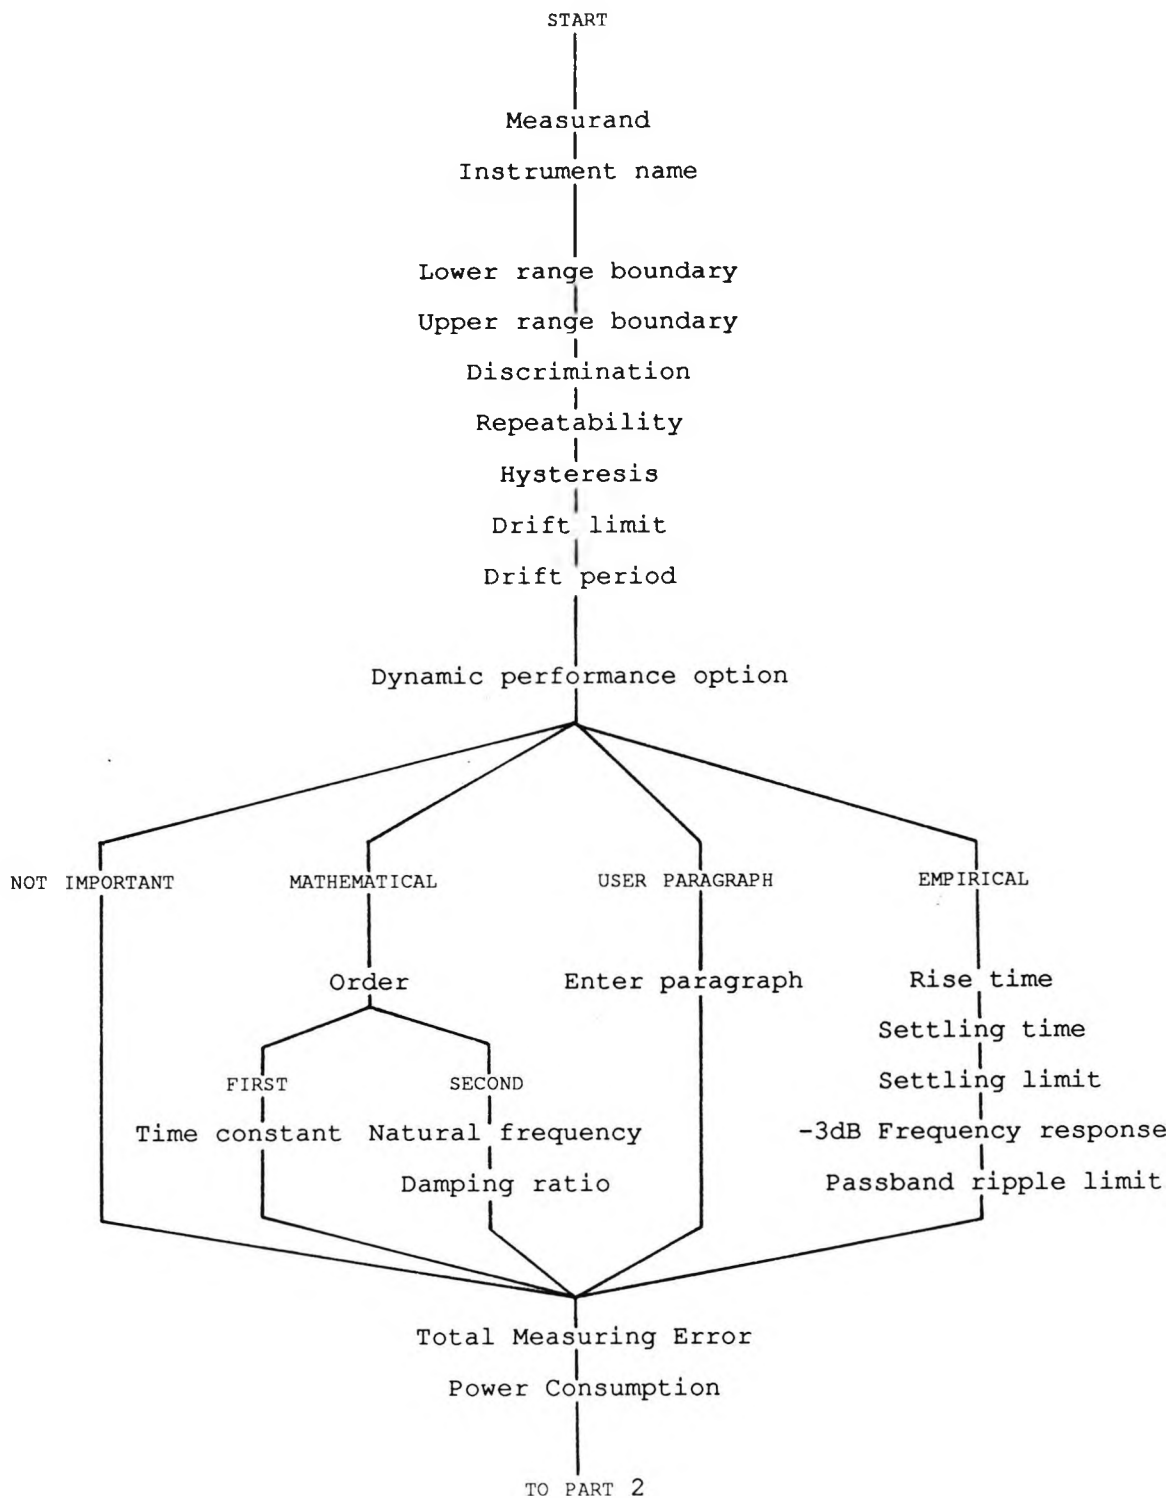 START
Measurand
Instrument name
Lower range boundary
Upper range boundary
Discrimination
Repeatability
Hysteresis
Drift limit
Drift period
Dynamic performance option
NOT IMPORTANT MATHEMATICAL USER PARAGRAPH EMPIRICAL
Order Enter paragraph Rise time
Settling time
FIRST SECOND Settling limit
Time constant Natural frequency -3dB Frequency response
Damping ratio Passband ripple limit
Total Measuring Error
Power Consumption
TO PART 2